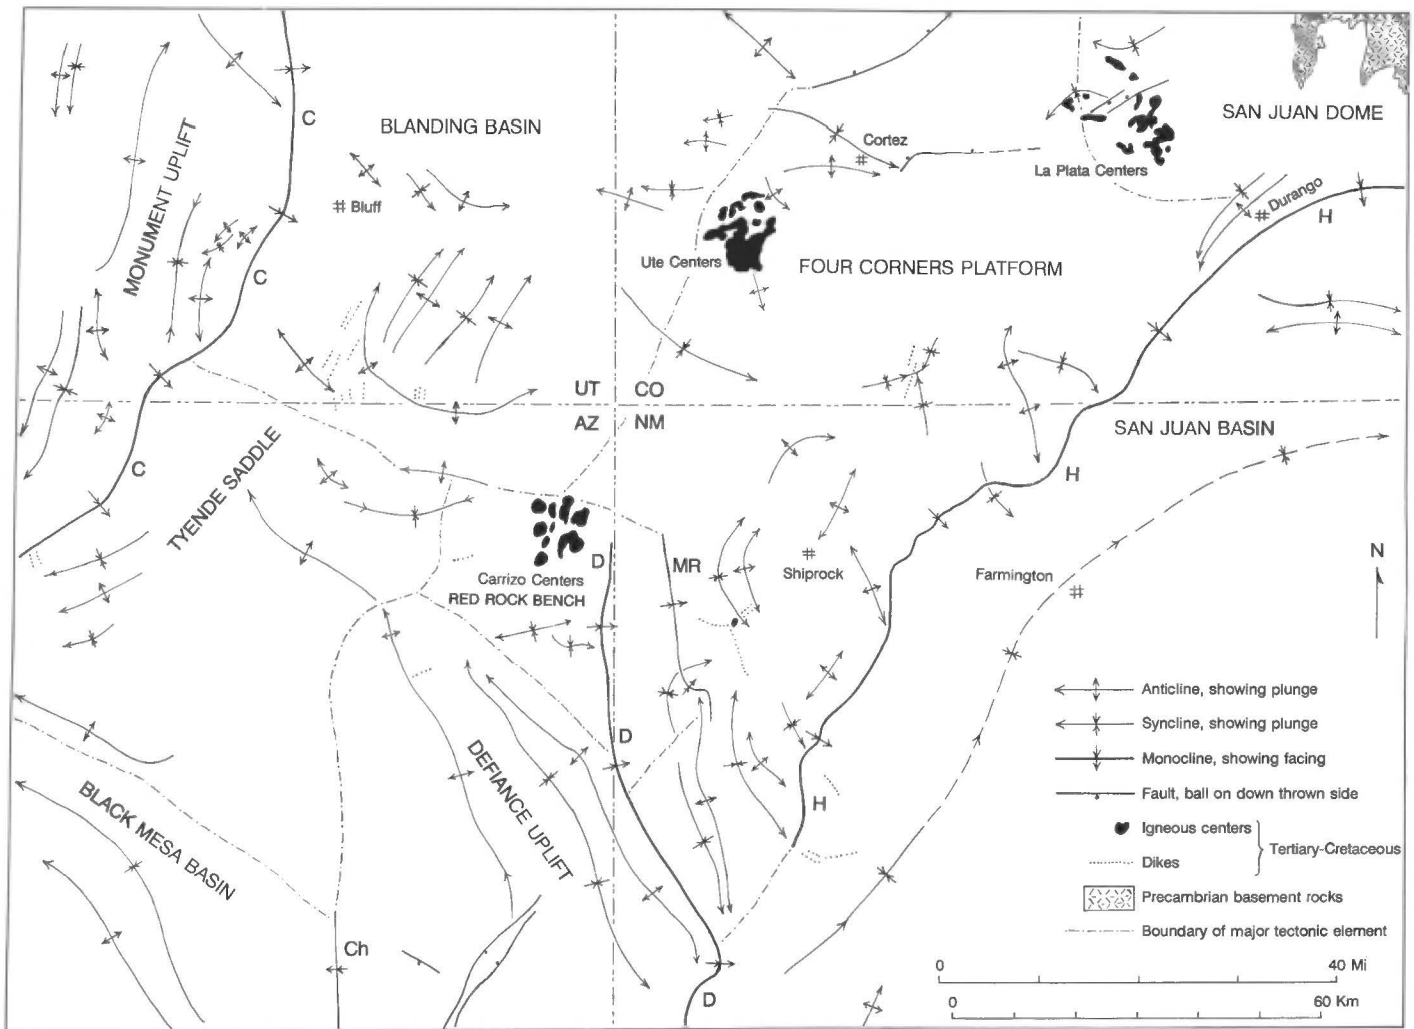 C
BLANDING BASIN
SAN JUAN DOME
Cortez
La Plata Centers
MONUMENT UPLIFT
Bluff
Durango
H
C
Ute Centers
FOUR CORNERS PLATFORM
UT
CO
AZ
NM
SAN JUAN BASIN
C
TYENDE SADDLE
H
D
MR
Shiprock
Farmington
N
Carrizo Centers
RED ROCK BENCH
D
DEFIANCE UPLIFT
H
BLACK MESA BASIN
Ch
D
Anticline, showing plunge
Syncline, showing plunge
Monocline, showing facing
Fault, ball on down thrown side
Igneous centers
Tertiary-Cretaceous
Dikes
Precambrian basement rocks
Boundary of major tectonic element
0 40 Mi
0 60 Km